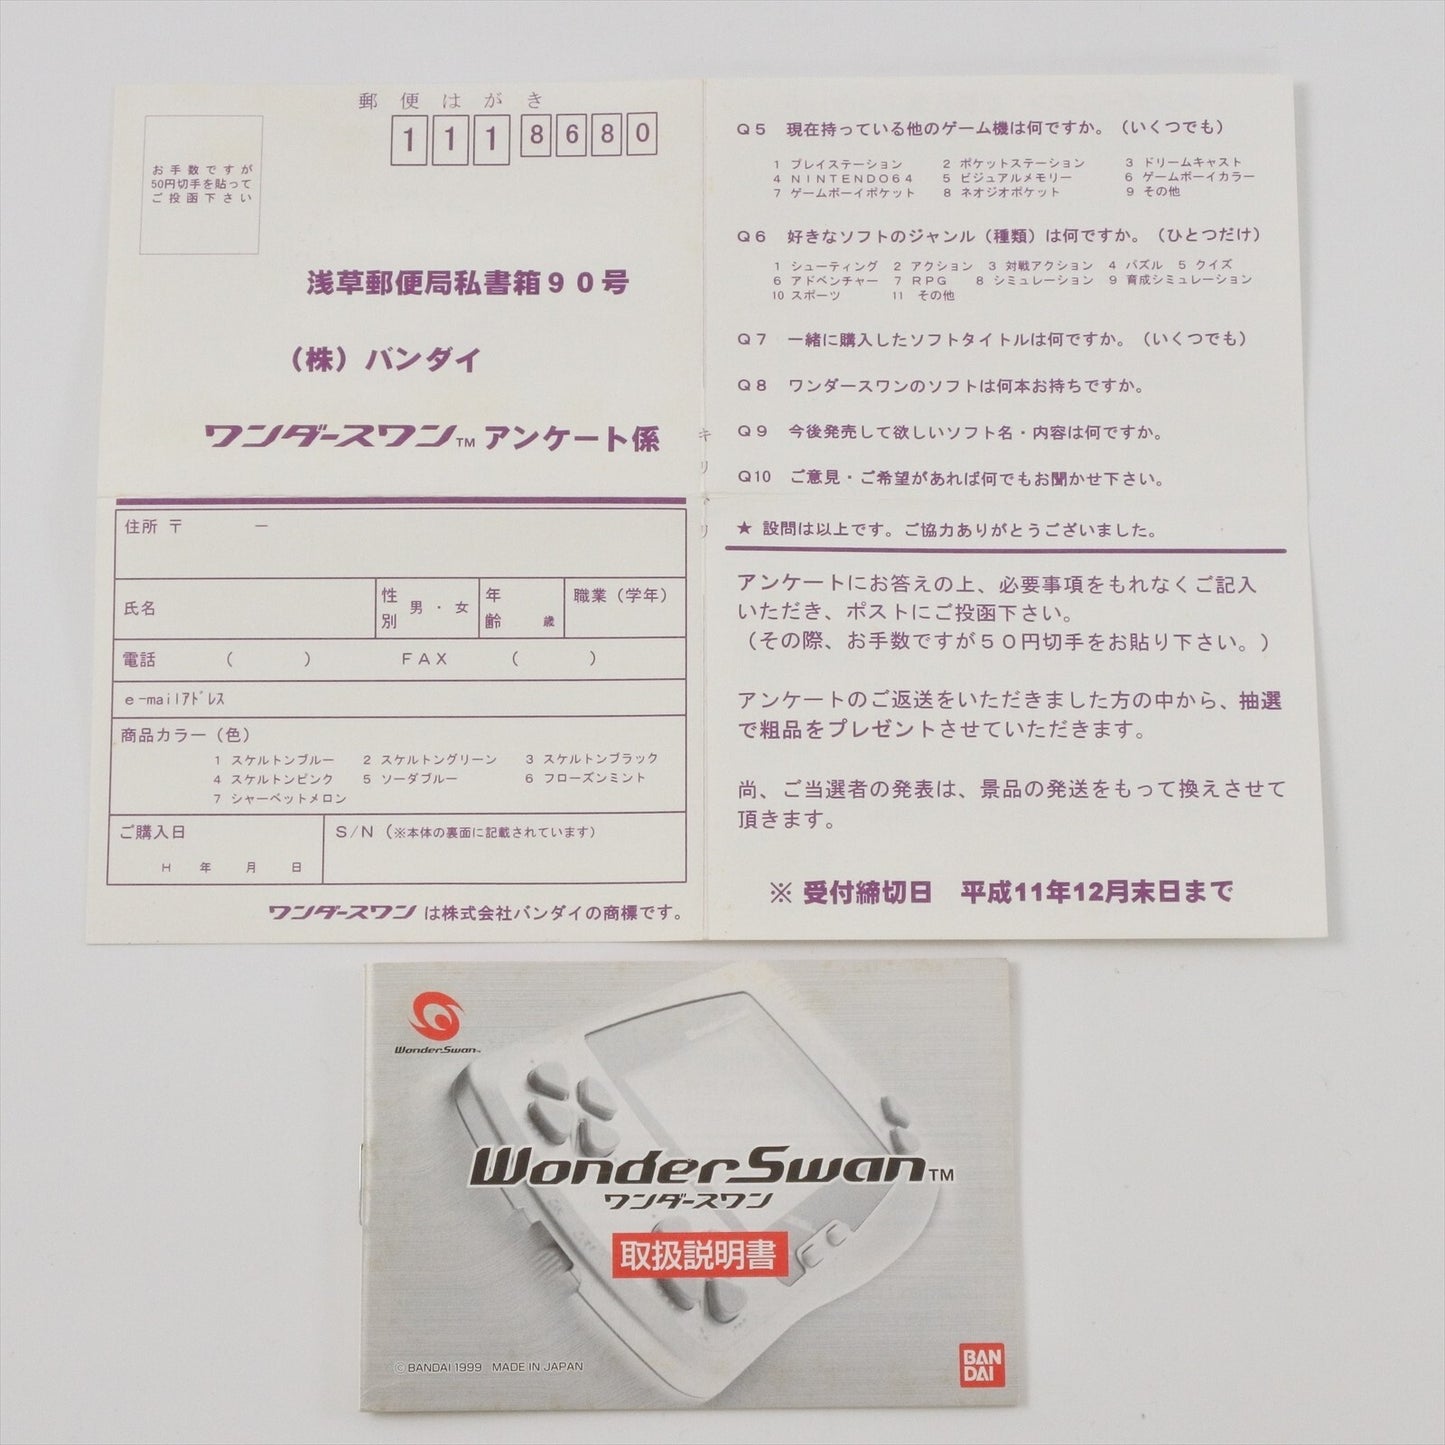 郵便はがき
111 8680
お手数ですが
50円切手を貼って
ご投函下さい
浅草郵便局私書箱90号
（株）バンダイ
ワンダースワン™アンケート係
住所 〒 －
氏名
性別 男・女
年齢 歳
職業（学年）
電話 （ ） FAX （ ）
e-mailｱﾄﾞﾚｽ
商品カラー（色）
1 スケルトンブルー 2 スケルトングリーン 3 スケルトンブラック
4 スケルトンピンク 5 ソーダブルー 6 フローズンミント
7 シャーベットメロン
ご購入日
H 年 月 日
S/N（※本体の裏面に記載されています）
ワンダースワン は株式会社バンダイの商標です。
キリトリ
Q5 現在持っている他のゲーム機は何ですか。（いくつでも）
1 プレイステーション 2 ポケットステーション 3 ドリームキャスト
4 NINTENDO64 5 ビジュアルメモリー 6 ゲームボーイカラー
7 ゲームボーイポケット 8 ネオジオポケット 9 その他
Q6 好きなソフトのジャンル（種類）は何ですか。（ひとつだけ）
1 シューティング 2 アクション 3 対戦アクション 4 パズル 5 クイズ
6 アドベンチャー 7 RPG 8 シミュレーション 9 育成シミュレーション
10 スポーツ 11 その他
Q7 一緒に購入したソフトタイトルは何ですか。（いくつでも）
Q8 ワンダースワンのソフトは何本お持ちですか。
Q9 今後発売して欲しいソフト名・内容は何ですか。
Q10 ご意見・ご希望があれば何でもお聞かせ下さい。
★ 設問は以上です。ご協力ありがとうございました。
アンケートにお答えの上、必要事項をもれなくご記入
いただき、ポストにご投函下さい。
（その際、お手数ですが50円切手をお貼り下さい。）
アンケートのご返送をいただきました方の中から、抽選
で粗品をプレゼントさせていただきます。
尚、ご当選者の発表は、景品の発送をもって換えさせて
頂きます。
※ 受付締切日 平成11年12月末日まで
WonderSwan™
WonderSwan™
ワンダースワン
取扱説明書
©BANDAI 1999 MADE IN JAPAN
BAN
DAI